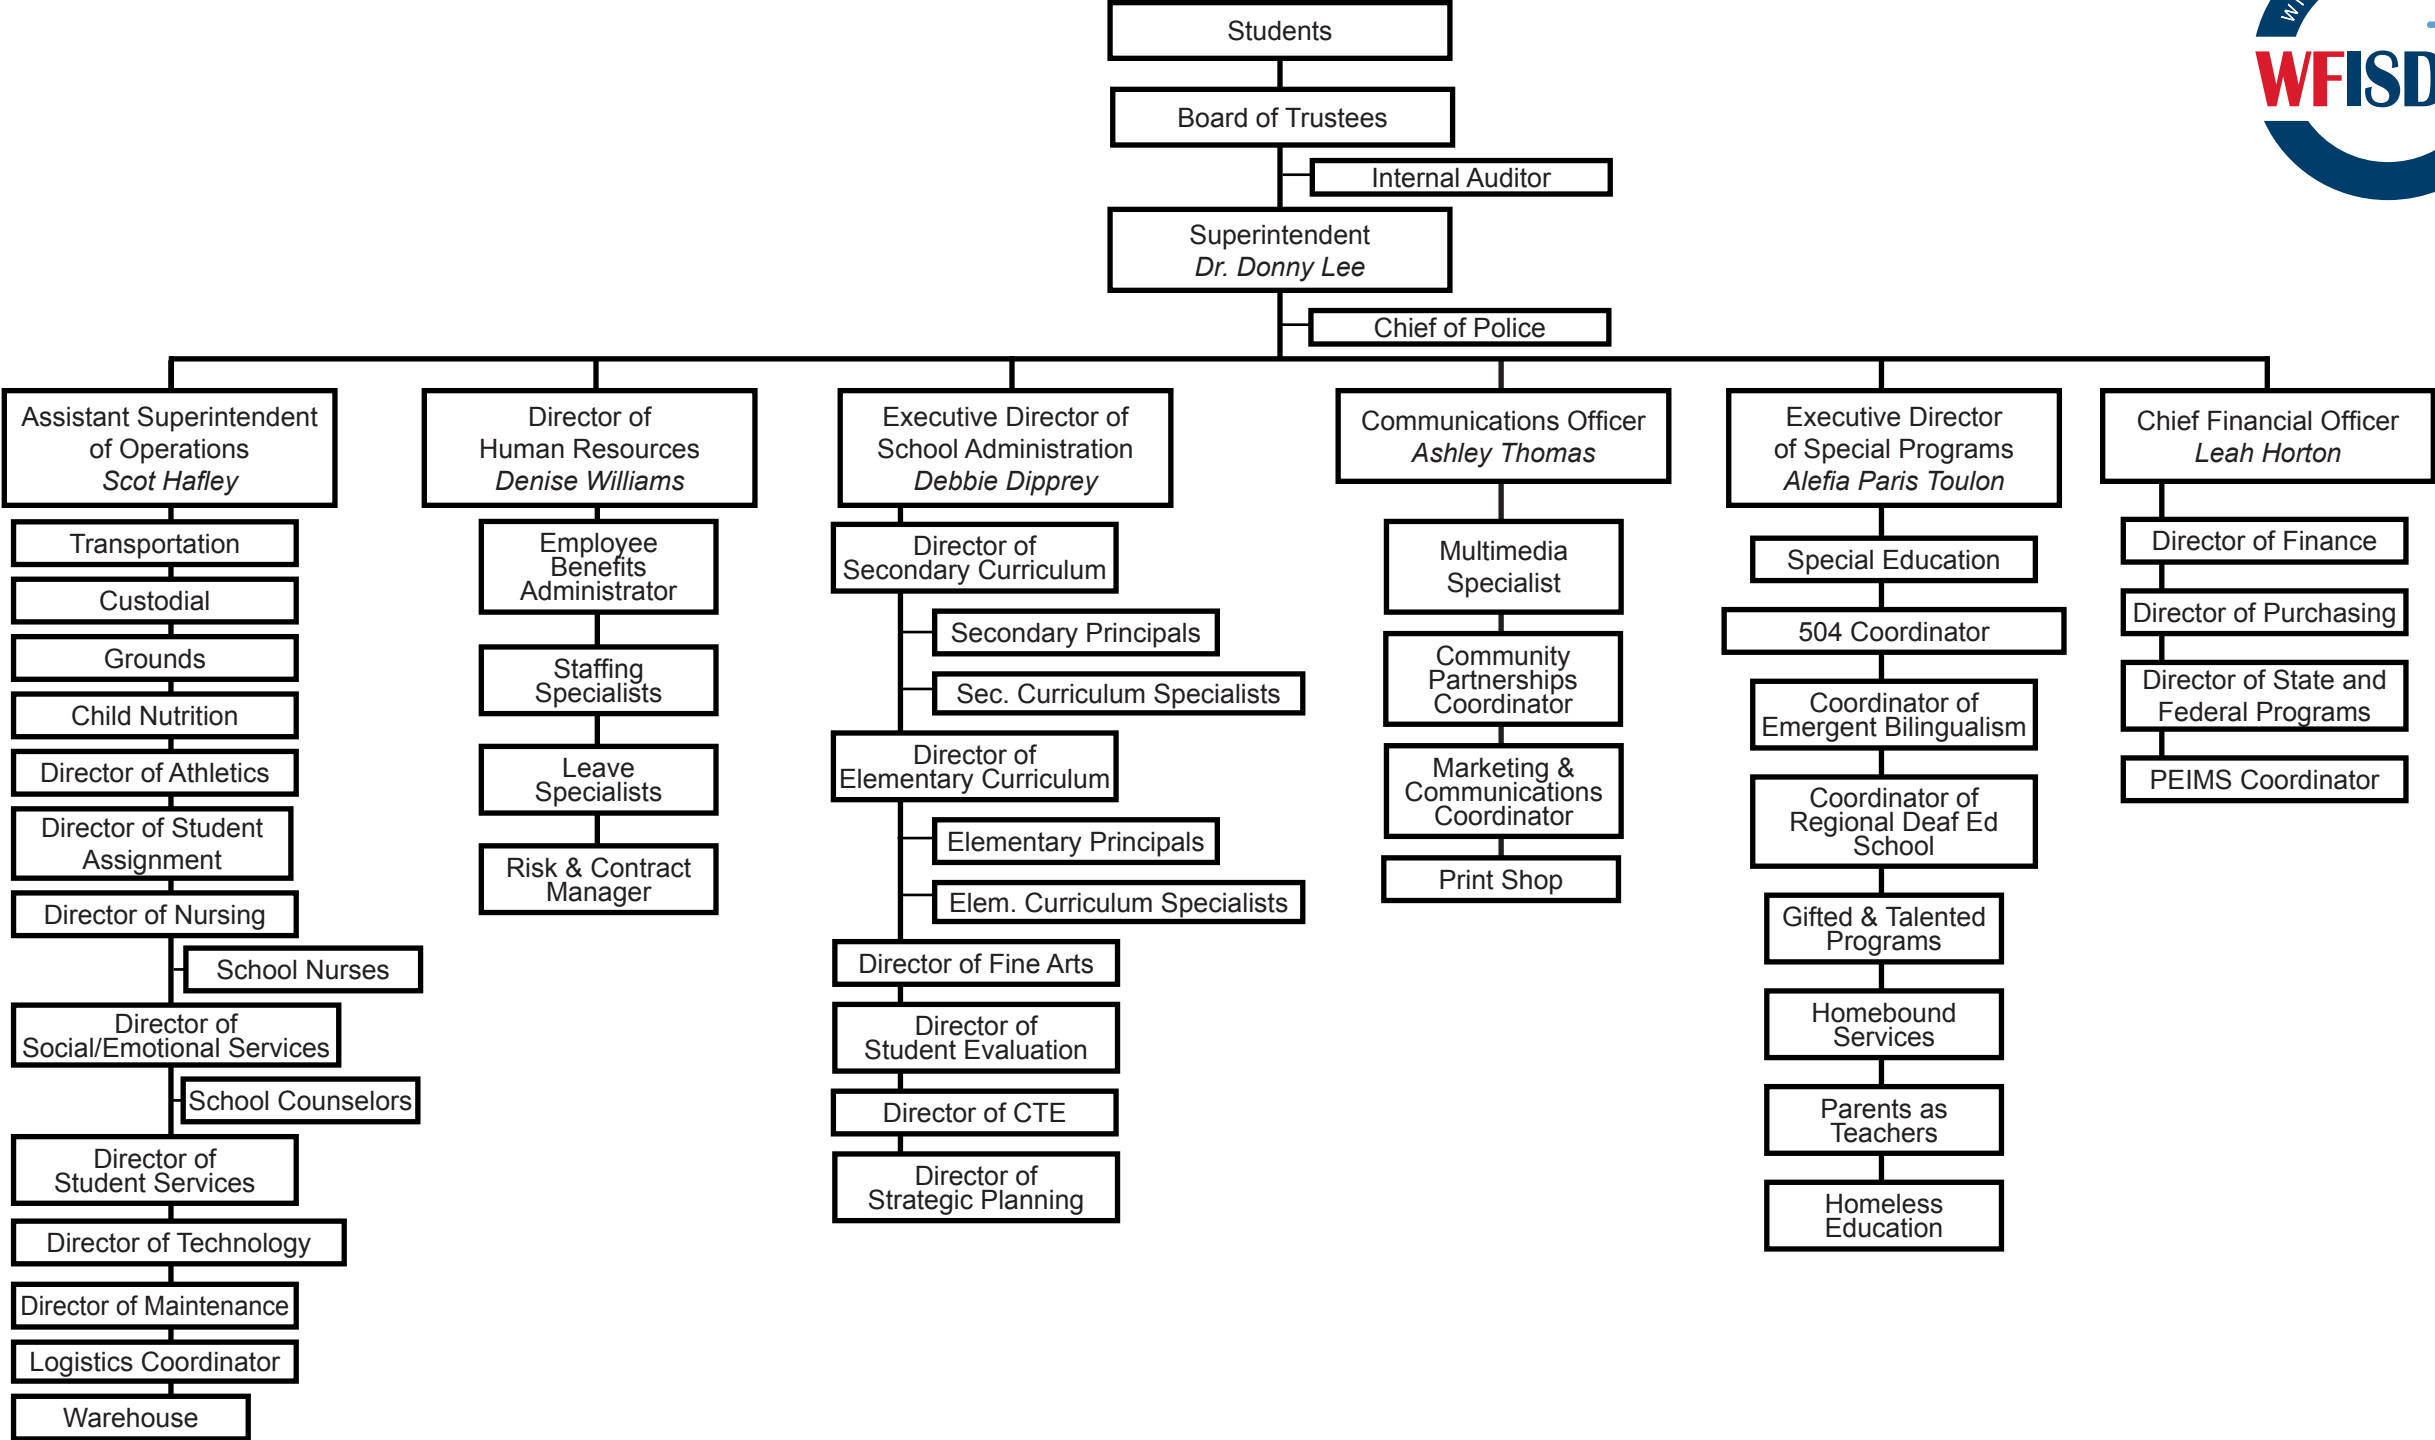 Students
WFISD
Board of Trustees
Internal Auditor
Superintendent
Dr. Donny Lee
Chief of Police
Assistant Superintendent
of Operations
Scot Hafley
Transportation
Custodial
Grounds
Child Nutrition
Director of Athletics
Director of Student
Assignment
Director of Nursing
School Nurses
Director of
Social/Emotional Services
School Counselors
Director of
Student Services
Director of Technology
Director of Maintenance
Logistics Coordinator
Warehouse
Director of
Human Resources
Denise Williams
Employee
Benefits
Administrator
Staffing
Specialists
Leave
Specialists
Risk & Contract
Manager
Executive Director of
School Administration
Debbie Dipprey
Director of
Secondary Curriculum
Secondary Principals
Sec. Curriculum Specialists
Director of
Elementary Curriculum
Elementary Principals
Elem. Curriculum Specialists
Director of Fine Arts
Director of
Student Evaluation
Director of CTE
Director of
Strategic Planning
Communications Officer
Ashley Thomas
Multimedia
Specialist
Community
Partnerships
Coordinator
Marketing &
Communications
Coordinator
Print Shop
Executive Director
of Special Programs
Alefia Paris Toulon
Special Education
504 Coordinator
Coordinator of
Emergent Bilingualism
Coordinator of
Regional Deaf Ed
School
Gifted & Talented
Programs
Homebound
Services
Parents as
Teachers
Homeless
Education
Chief Financial Officer
Leah Horton
Director of Finance
Director of Purchasing
Director of State and
Federal Programs
PEIMS Coordinator